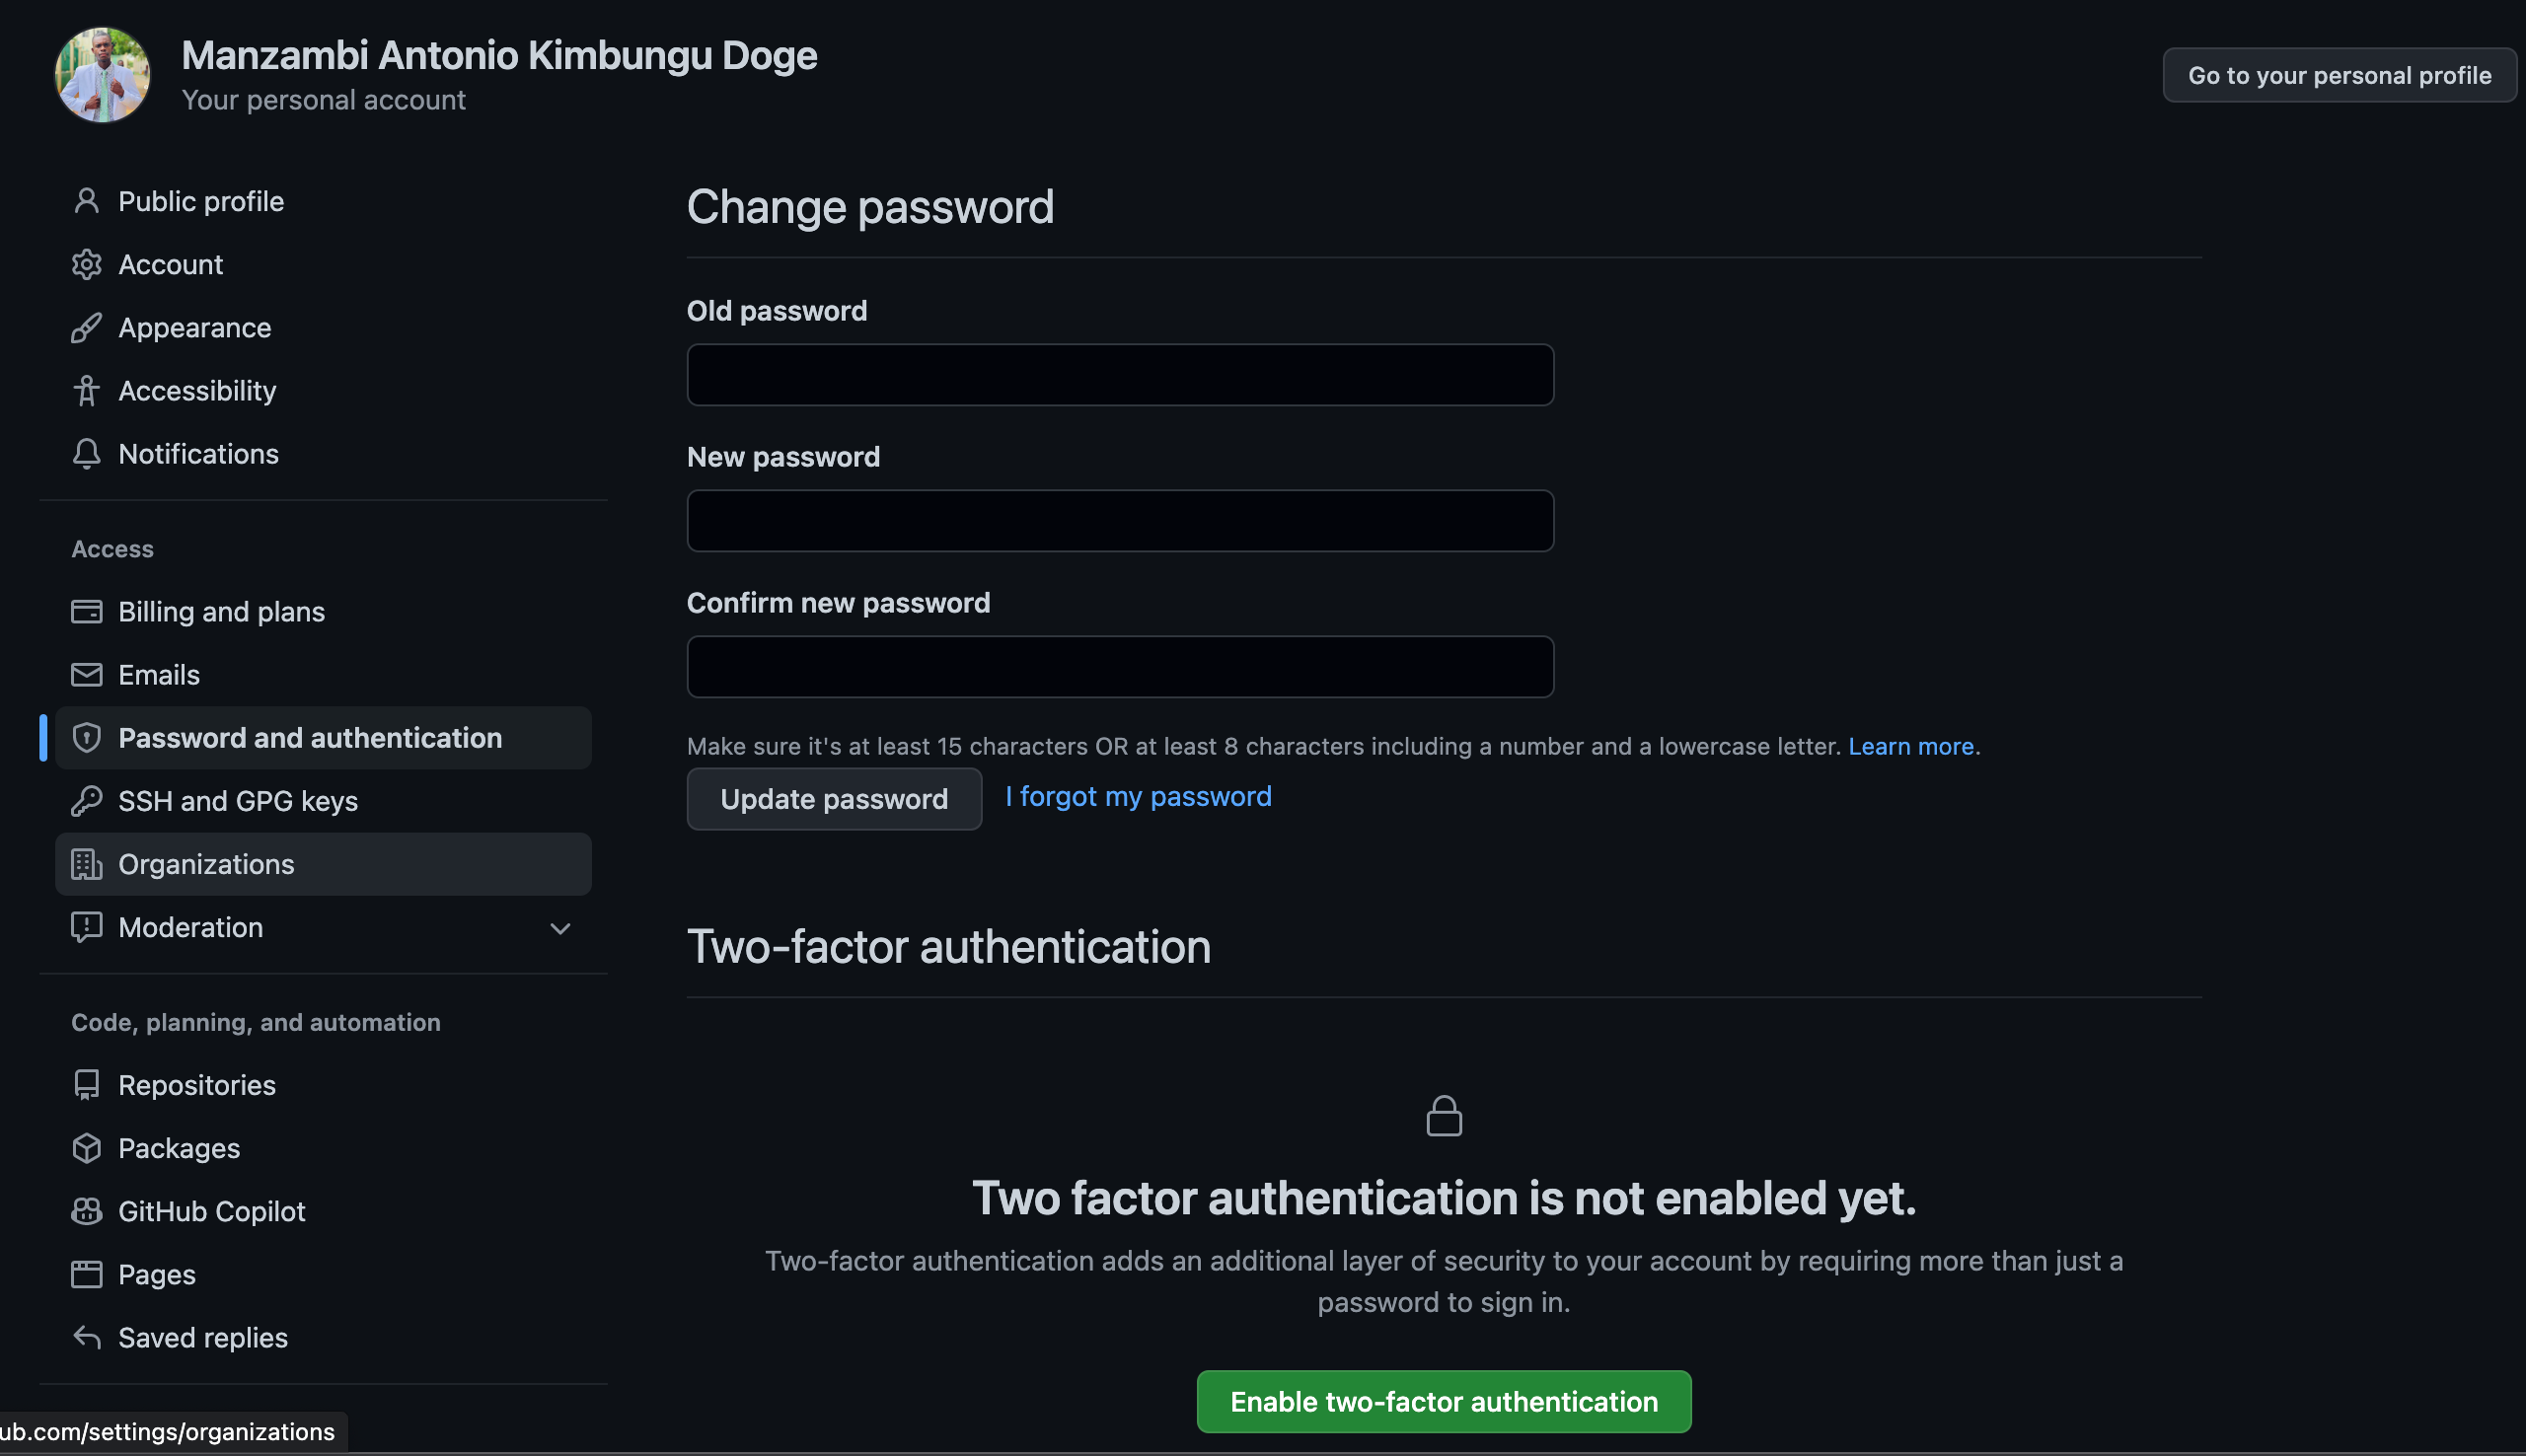 Manzambi Antonio Kimbungu Doge
Your personal account
Go to your personal profile
Public profile
Account
Appearance
Accessibility
Notifications
Access
Billing and plans
Emails
Password and authentication
SSH and GPG keys
Organizations
Moderation
Code, planning, and automation
Repositories
Packages
GitHub Copilot
Pages
Saved replies
Change password
Old password
New password
Confirm new password
Make sure it's at least 15 characters OR at least 8 characters including a number and a lowercase letter. Learn more.
Update password
I forgot my password
Two-factor authentication
Two factor authentication is not enabled yet.
Two-factor authentication adds an additional layer of security to your account by requiring more than just a
password to sign in.
Enable two-factor authentication
ub.com/settings/organizations